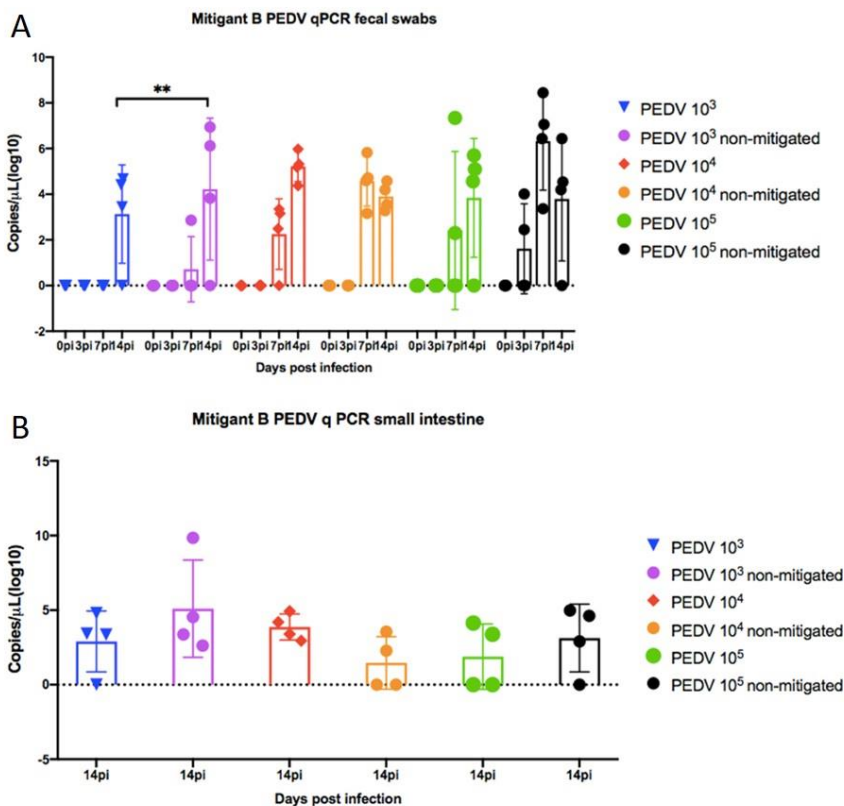 A
Mitigant B PEDV qPCR fecal swabs
10
8
6
4
2
0
-2
Copies/µL(log10)
**
0pi 3pi 7pI 14pi 0pi 3pi 7pI 14pi 0pi 3pi 7pI 14pi 0pi 3pi 7pI 14pi 0pi 3pi 7pI 14pi 0pi 3pi 7pI 14pi
Days post infection
PEDV 10³
PEDV 10³ non-mitigated
PEDV 10⁴
PEDV 10⁴ non-mitigated
PEDV 10⁵
PEDV 10⁵ non-mitigated
B
Mitigant B PEDV q PCR small intestine
15
10
5
0
-5
Copies/µL(log10)
14pi 14pi 14pi 14pi 14pi 14pi
Days post infection
PEDV 10³
PEDV 10³ non-mitigated
PEDV 10⁴
PEDV 10⁴ non-mitigated
PEDV 10⁵
PEDV 10⁵ non-mitigated